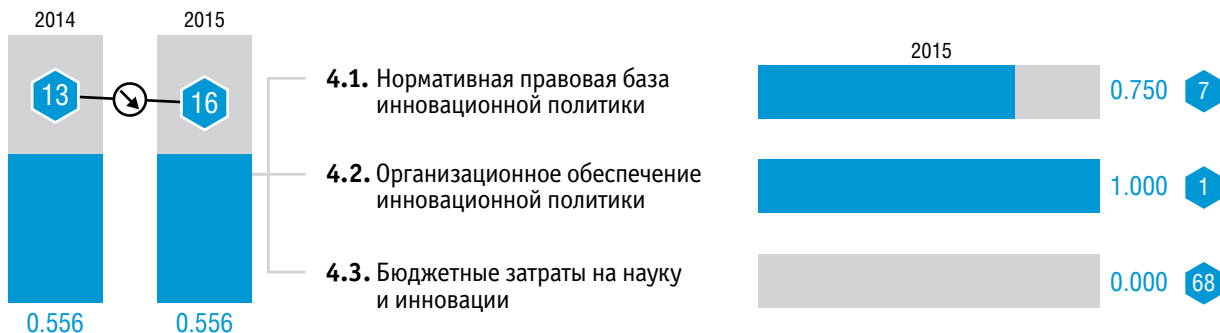 2014
2015
13
16
0.556
0.556
4.1. Нормативная правовая база
инновационной политики
4.2. Организационное обеспечение
инновационной политики
4.3. Бюджетные затраты на науку
и инновации
2015
0.750 7
1.000 1
0.000 68